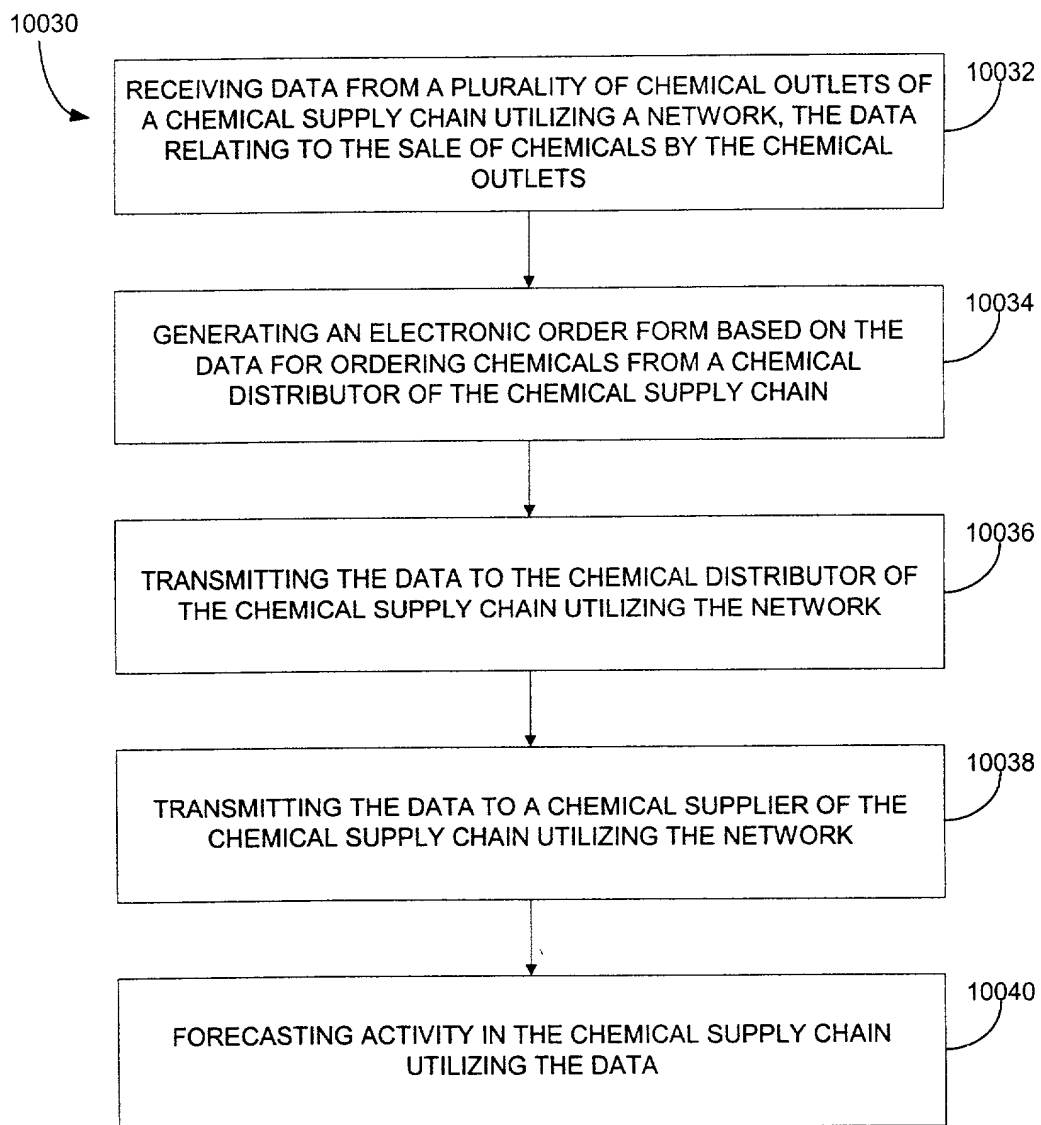 10030
RECEIVING DATA FROM A PLURALITY OF CHEMICAL OUTLETS OF
A CHEMICAL SUPPLY CHAIN UTILIZING A NETWORK, THE DATA
RELATING TO THE SALE OF CHEMICALS BY THE CHEMICAL
OUTLETS
10032
GENERATING AN ELECTRONIC ORDER FORM BASED ON THE
DATA FOR ORDERING CHEMICALS FROM A CHEMICAL
DISTRIBUTOR OF THE CHEMICAL SUPPLY CHAIN
10034
TRANSMITTING THE DATA TO THE CHEMICAL DISTRIBUTOR OF
THE CHEMICAL SUPPLY CHAIN UTILIZING THE NETWORK
10036
TRANSMITTING THE DATA TO A CHEMICAL SUPPLIER OF THE
CHEMICAL SUPPLY CHAIN UTILIZING THE NETWORK
10038
FORECASTING ACTIVITY IN THE CHEMICAL SUPPLY CHAIN
UTILIZING THE DATA
10040